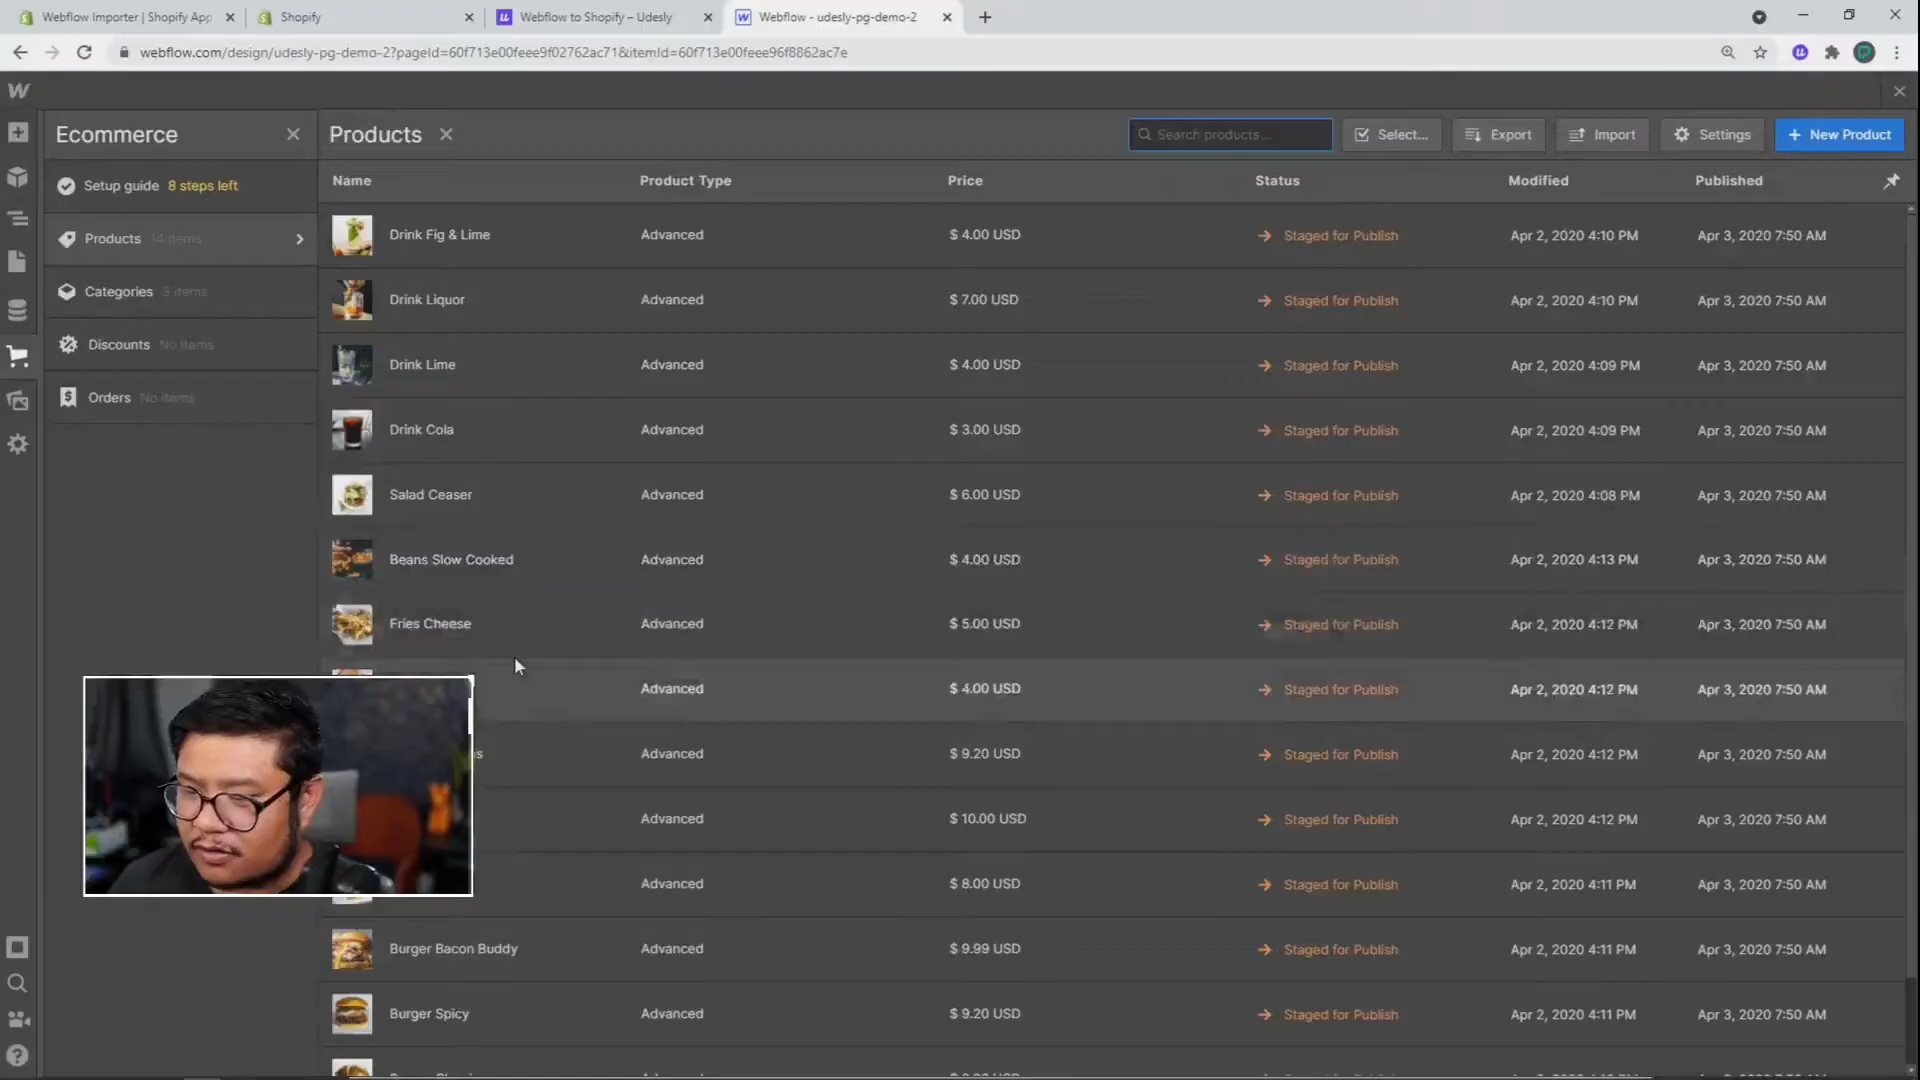 Webflow Importer | Shopify App
Shopify
Webflow to Shopify – Udesly
Webflow - udesly-pg-demo-2
webflow.com/design/udesly-pg-demo-2?pageId=60f713e00feee9f02762ac71&itemId=60f713e00feee96f8862ac7e
Ecommerce
Products
Search products...
Select...
Export
Import
Settings
New Product
Setup guide 8 steps left
Products 14 items
Categories 3 items
Discounts No items
Orders No items
Name Product Type Price Status Modified Published
Drink Fig & Lime Advanced $ 4.00 USD Staged for Publish Apr 2, 2020 4:10 PM Apr 3, 2020 7:50 AM
Drink Liquor Advanced $ 7.00 USD Staged for Publish Apr 2, 2020 4:10 PM Apr 3, 2020 7:50 AM
Drink Lime Advanced $ 4.00 USD Staged for Publish Apr 2, 2020 4:09 PM Apr 3, 2020 7:50 AM
Drink Cola Advanced $ 3.00 USD Staged for Publish Apr 2, 2020 4:09 PM Apr 3, 2020 7:50 AM
Salad Ceaser Advanced $ 6.00 USD Staged for Publish Apr 2, 2020 4:08 PM Apr 3, 2020 7:50 AM
Beans Slow Cooked Advanced $ 4.00 USD Staged for Publish Apr 2, 2020 4:13 PM Apr 3, 2020 7:50 AM
Fries Cheese Advanced $ 5.00 USD Staged for Publish Apr 2, 2020 4:12 PM Apr 3, 2020 7:50 AM
Advanced $ 4.00 USD Staged for Publish Apr 2, 2020 4:12 PM Apr 3, 2020 7:50 AM
Advanced $ 9.20 USD Staged for Publish Apr 2, 2020 4:12 PM Apr 3, 2020 7:50 AM
Advanced $ 10.00 USD Staged for Publish Apr 2, 2020 4:12 PM Apr 3, 2020 7:50 AM
Advanced $ 8.00 USD Staged for Publish Apr 2, 2020 4:11 PM Apr 3, 2020 7:50 AM
Burger Bacon Buddy Advanced $ 9.99 USD Staged for Publish Apr 2, 2020 4:11 PM Apr 3, 2020 7:50 AM
Burger Spicy Advanced $ 9.20 USD Staged for Publish Apr 2, 2020 4:11 PM Apr 3, 2020 7:50 AM